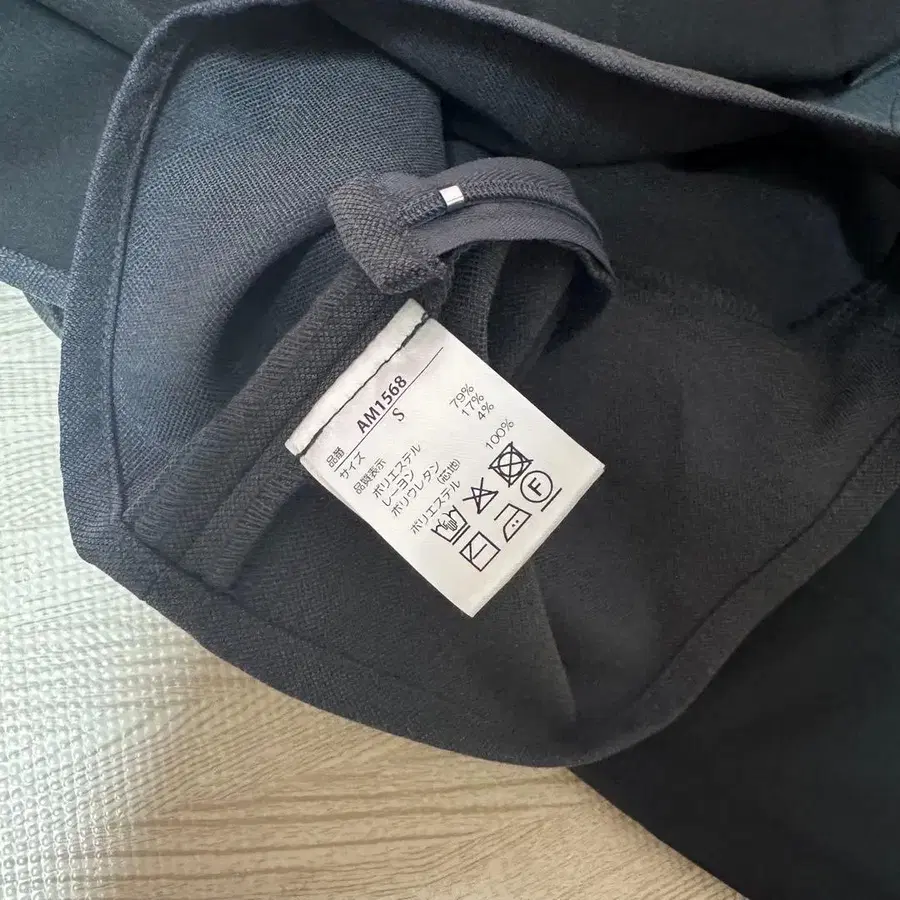 品番 AM1568
サイズ S
品質表示
ポリエステル 79%
レーヨン 17%
ポリウレタン 4%
(芯地)
ポリエステル 100%
F